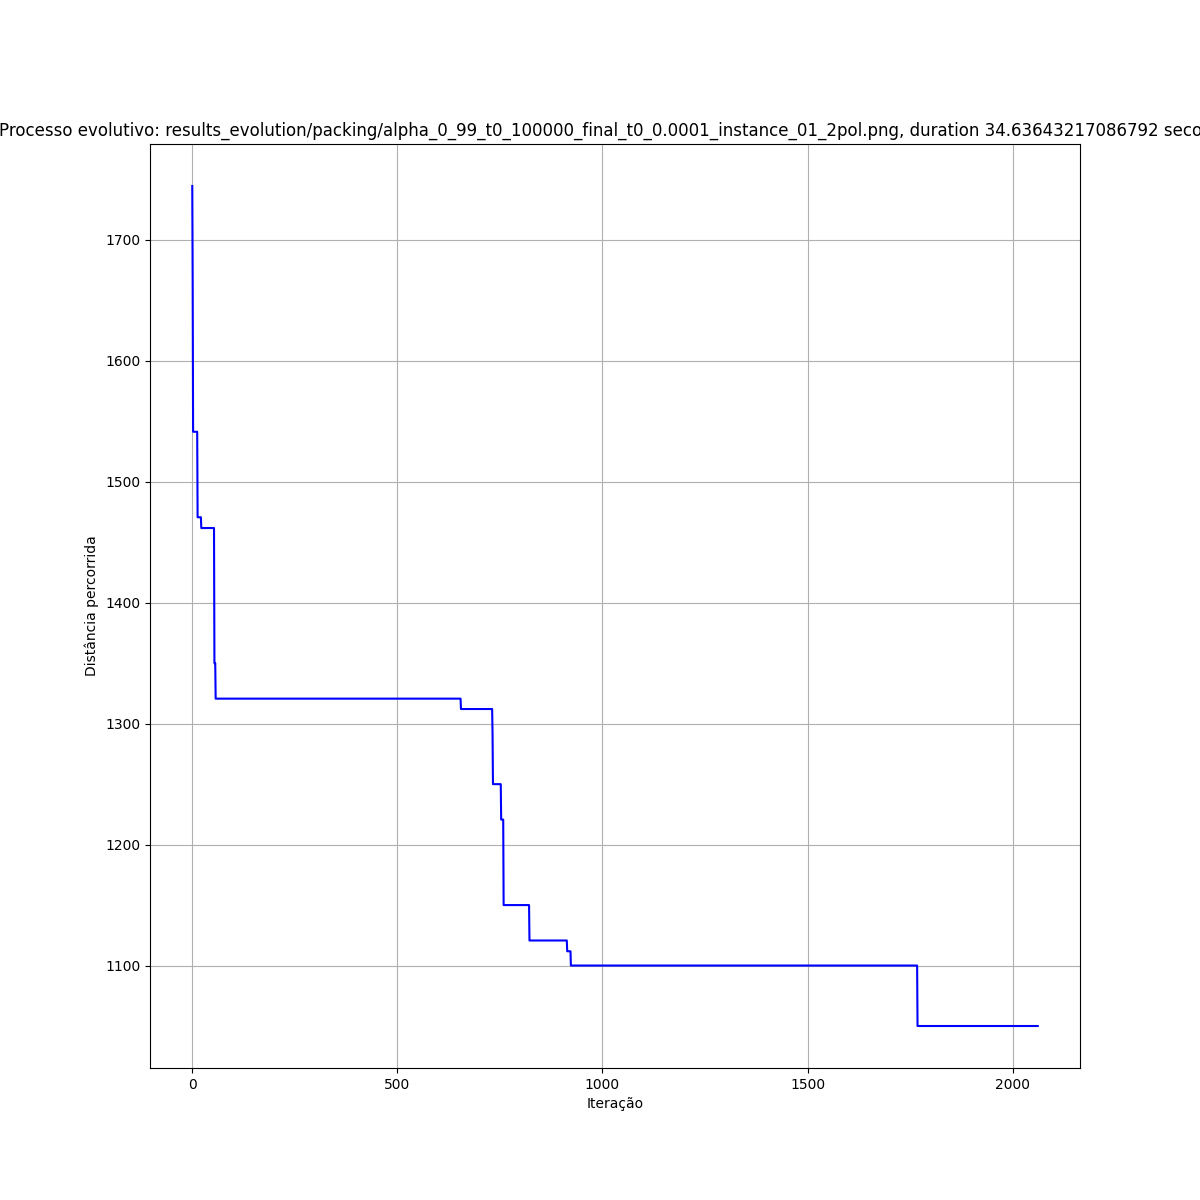 Processo evolutivo: results_evolution/packing/alpha_0_99_t0_100000_final_t0_0.0001_instance_01_2pol.png, duration 34.63643217086792 seco
1700
1600
1500
1400
1300
1200
1100
Distância percorrida
0 500 1000 1500 2000
Iteração